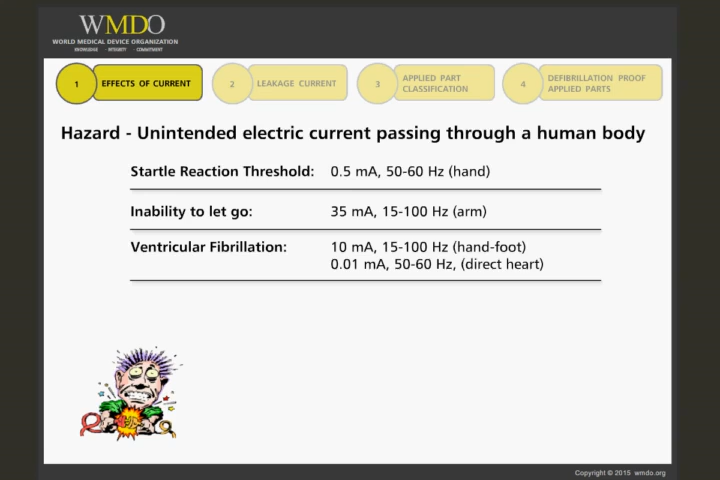 WMDO
WORLD MEDICAL DEVICE ORGANIZATION
KNOWLEDGE · INTEGRITY · COMMITMENT
1 EFFECTS OF CURRENT
2 LEAKAGE CURRENT
3 APPLIED PART
CLASSIFICATION
4 DEFIBRILLATION PROOF
APPLIED PARTS
Hazard - Unintended electric current passing through a human body
Startle Reaction Threshold: 0.5 mA, 50-60 Hz (hand)
Inability to let go: 35 mA, 15-100 Hz (arm)
Ventricular Fibrillation: 10 mA, 15-100 Hz (hand-foot)
0.01 mA, 50-60 Hz, (direct heart)
Copyright © 2015 wmdo.org